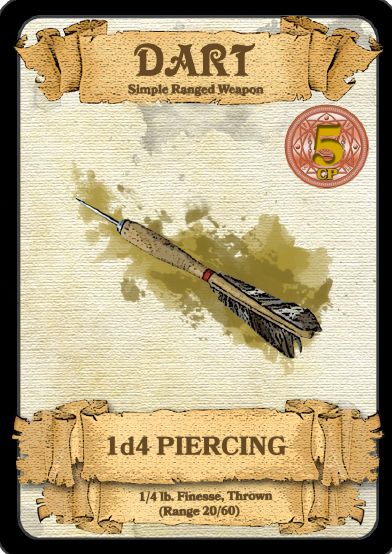 DART
Simple Ranged Weapon
5
CP
1d4 PIERCING
1/4 lb. Finesse, Thrown
(Range 20/60)